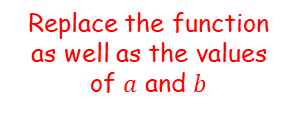 Replace the function
as well as the values
of a and b